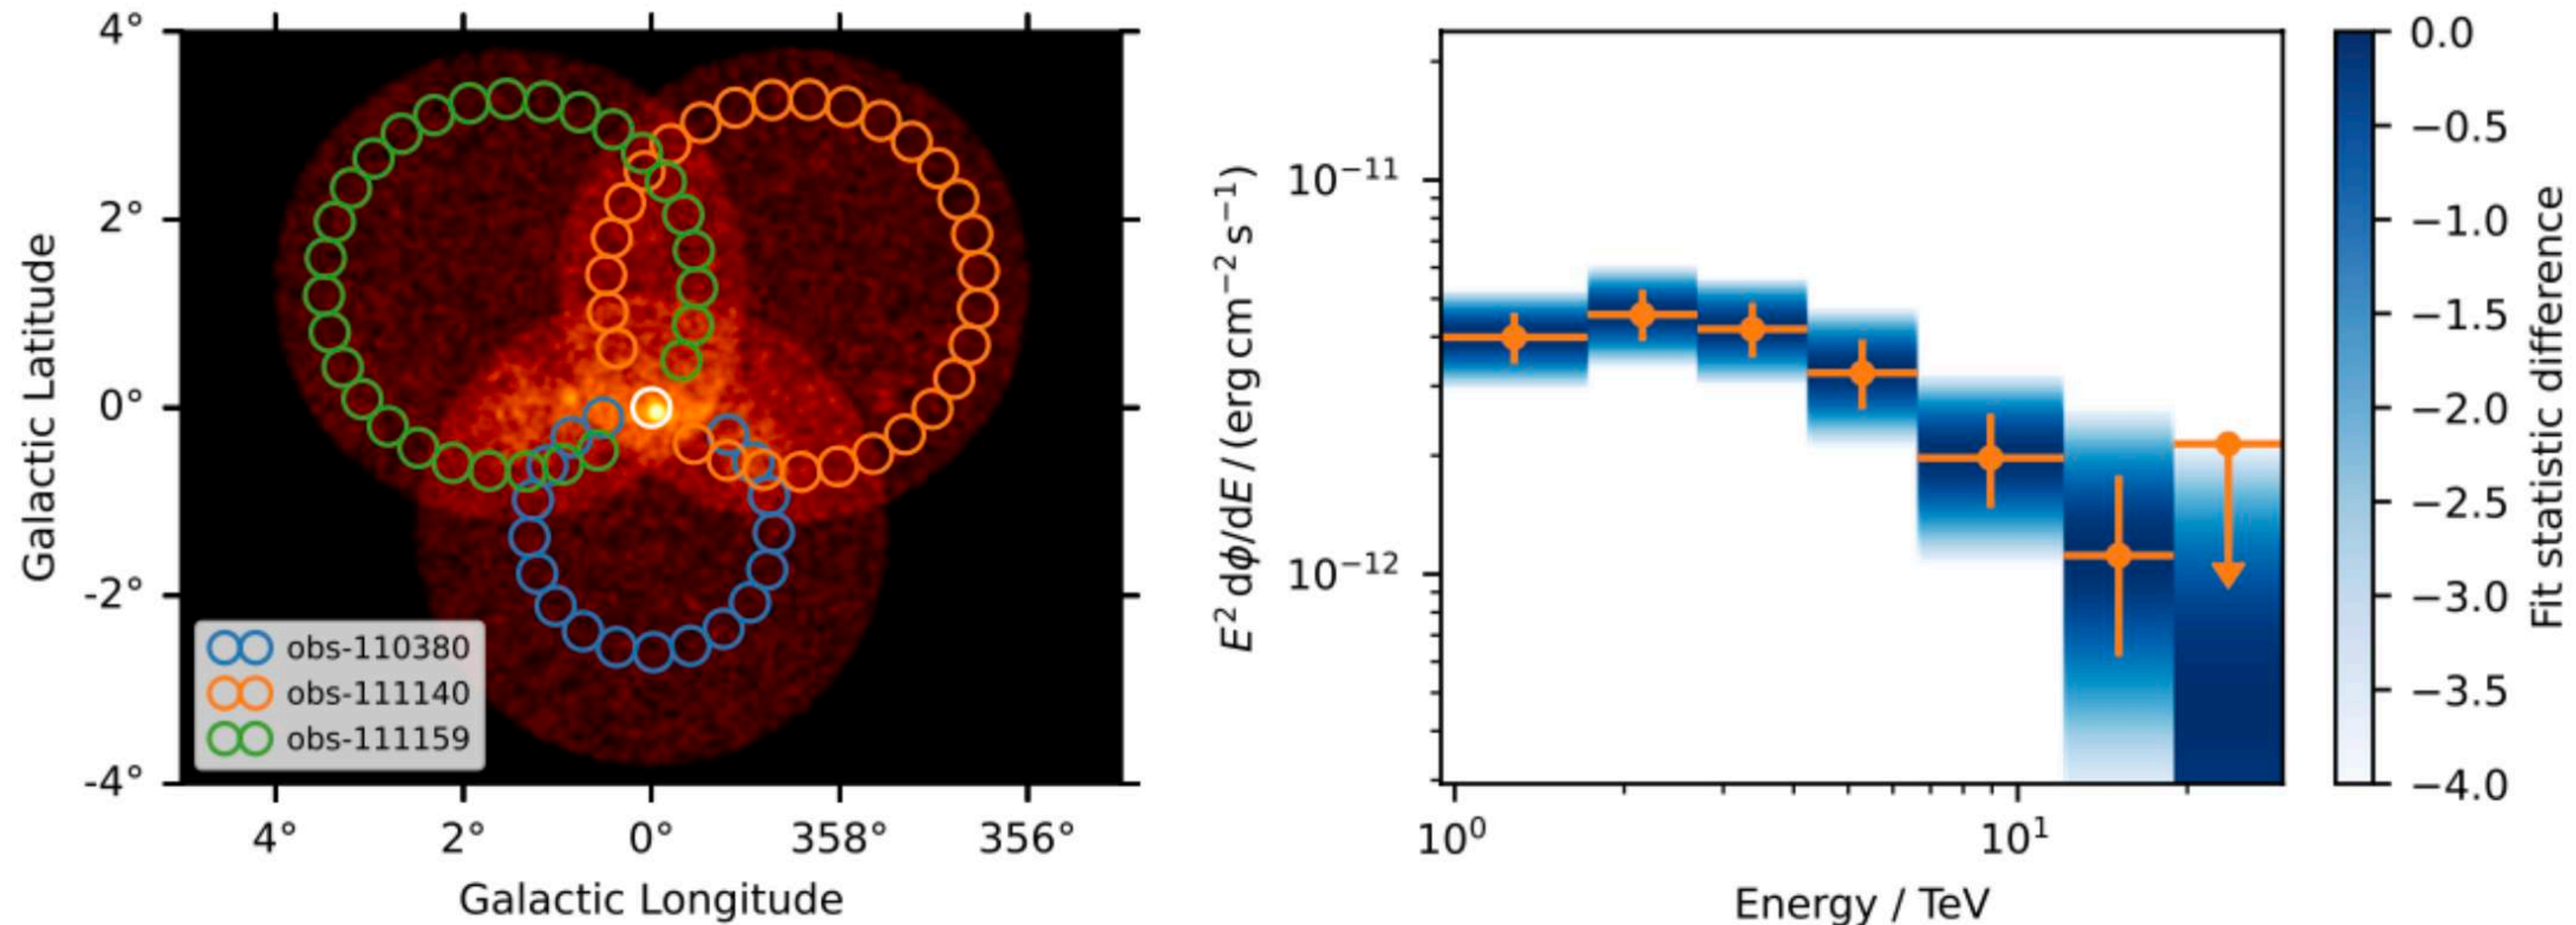 4°
2°
0°
-2°
-4°
Galactic Latitude
4°
2°
0°
358°
356°
Galactic Longitude
obs-110380
obs-111140
obs-111159
10⁻¹¹
10⁻¹²
E² dϕ/dE / (erg cm⁻² s⁻¹)
10⁰
10¹
Energy / TeV
0.0
−0.5
−1.0
−1.5
−2.0
−2.5
−3.0
−3.5
−4.0
Fit statistic difference